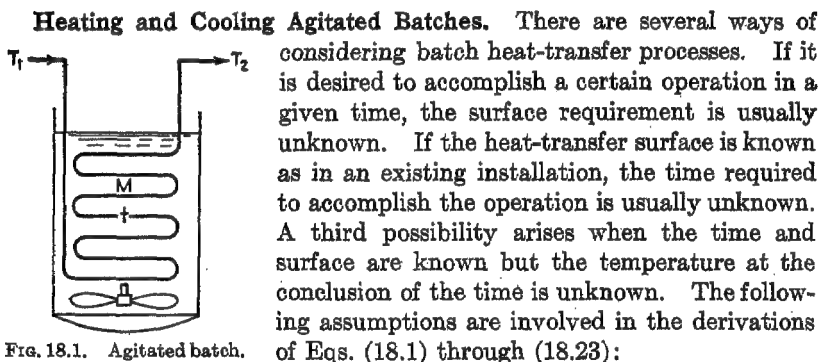 Heating and Cooling Agitated Batches. There are several ways of
considering batch heat-transfer processes. If it
is desired to accomplish a certain operation in a
given time, the surface requirement is usually
unknown. If the heat-transfer surface is known
as in an existing installation, the time required
to accomplish the operation is usually unknown.
A third possibility arises when the time and
surface are known but the temperature at the
conclusion of the time is unknown. The follow-
ing assumptions are involved in the derivations
of Eqs. (18.1) through (18.23):
T₁
T₂
M
t
FIG. 18.1. Agitated batch.